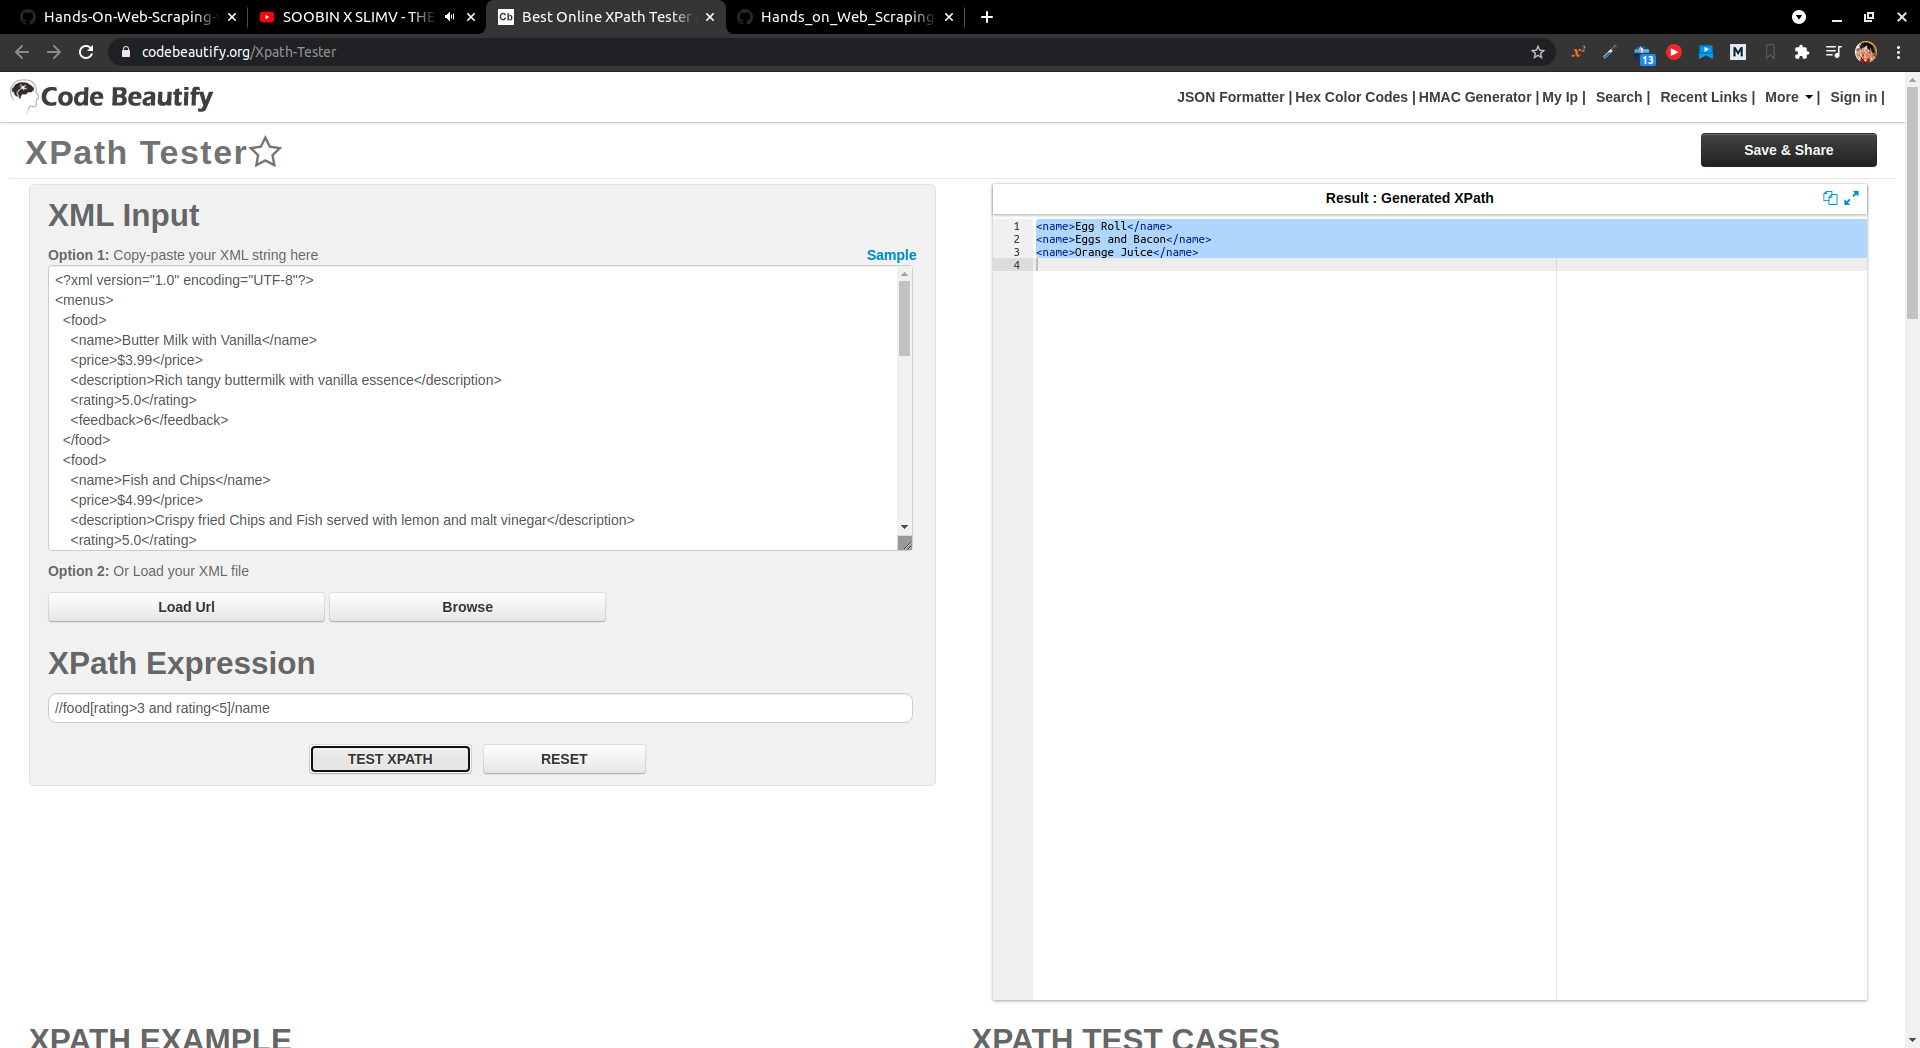 Hands-On-Web-Scraping-
SOOBIN X SLIMV - THE
Best Online XPath Tester
Hands_on_Web_Scraping
codebeautify.org/Xpath-Tester
13
Code Beautify
JSON Formatter | Hex Color Codes | HMAC Generator | My Ip | Search | Recent Links | More | Sign in |
XPath Tester
Save & Share
XML Input
Option 1: Copy-paste your XML string here
Sample
<?xml version="1.0" encoding="UTF-8"?>
<menus>
<food>
<name>Butter Milk with Vanilla</name>
<price>$3.99</price>
<description>Rich tangy buttermilk with vanilla essence</description>
<rating>5.0</rating>
<feedback>6</feedback>
</food>
<food>
<name>Fish and Chips</name>
<price>$4.99</price>
<description>Crispy fried Chips and Fish served with lemon and malt vinegar</description>
<rating>5.0</rating>
Option 2: Or Load your XML file
Load Url
Browse
XPath Expression
//food[rating>3 and rating<5]/name
TEST XPATH
RESET
Result : Generated XPath
1 <name>Egg Roll</name>
2 <name>Eggs and Bacon</name>
3 <name>Orange Juice</name>
4
XPATH EXAMPLE
XPATH TEST CASES